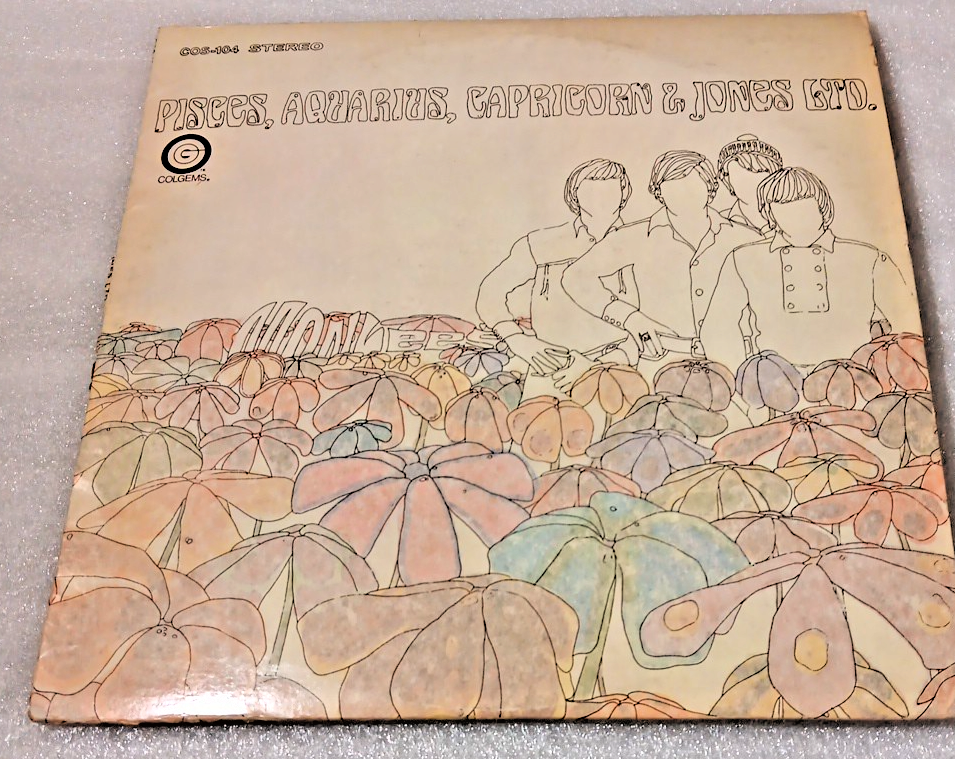 COS-104 STEREO
PISCES, AQUARIUS, CAPRICORN & JONES LTD.
G
COLGEMS®
MONKEES